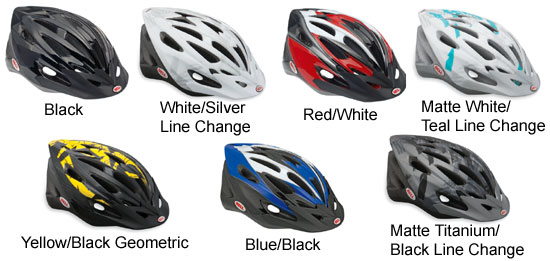 Black
White/Silver
Line Change
Red/White
Matte White/
Teal Line Change
Yellow/Black Geometric
Blue/Black
Matte Titanium/
Black Line Change